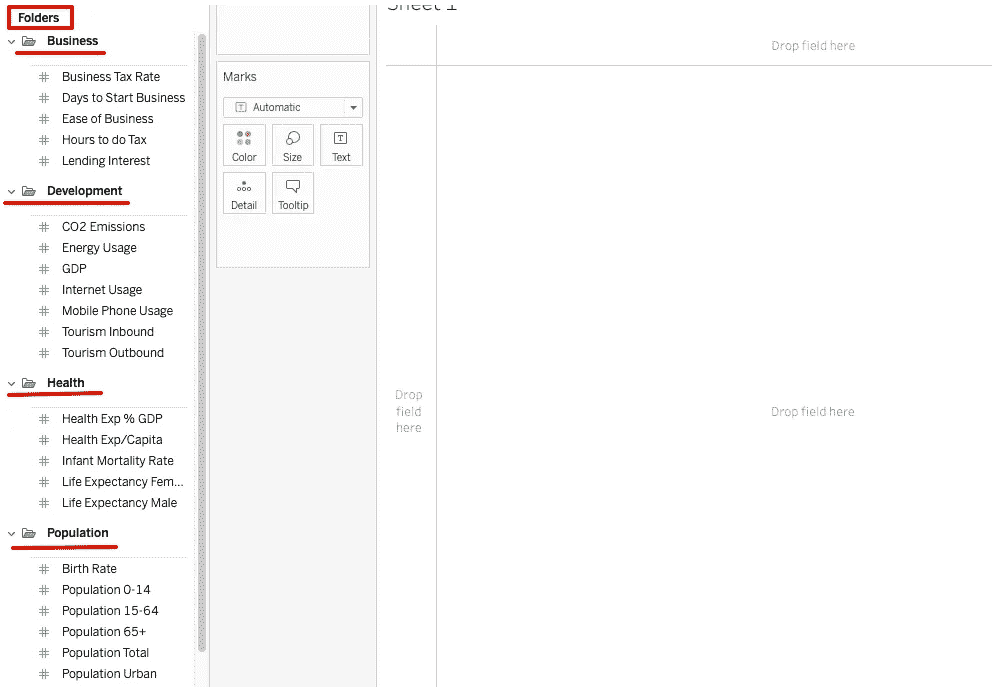 Folders
Business
Business Tax Rate
Days to Start Business
Ease of Business
Hours to do Tax
Lending Interest
Development
CO2 Emissions
Energy Usage
GDP
Internet Usage
Mobile Phone Usage
Tourism Inbound
Tourism Outbound
Health
Health Exp % GDP
Health Exp/Capita
Infant Mortality Rate
Life Expectancy Fem...
Life Expectancy Male
Population
Birth Rate
Population 0-14
Population 15-64
Population 65+
Population Total
Population Urban
Marks
Automatic
Color
Size
Text
Detail
Tooltip
Sheet 1
Drop field here
Drop
field
here
Drop field here